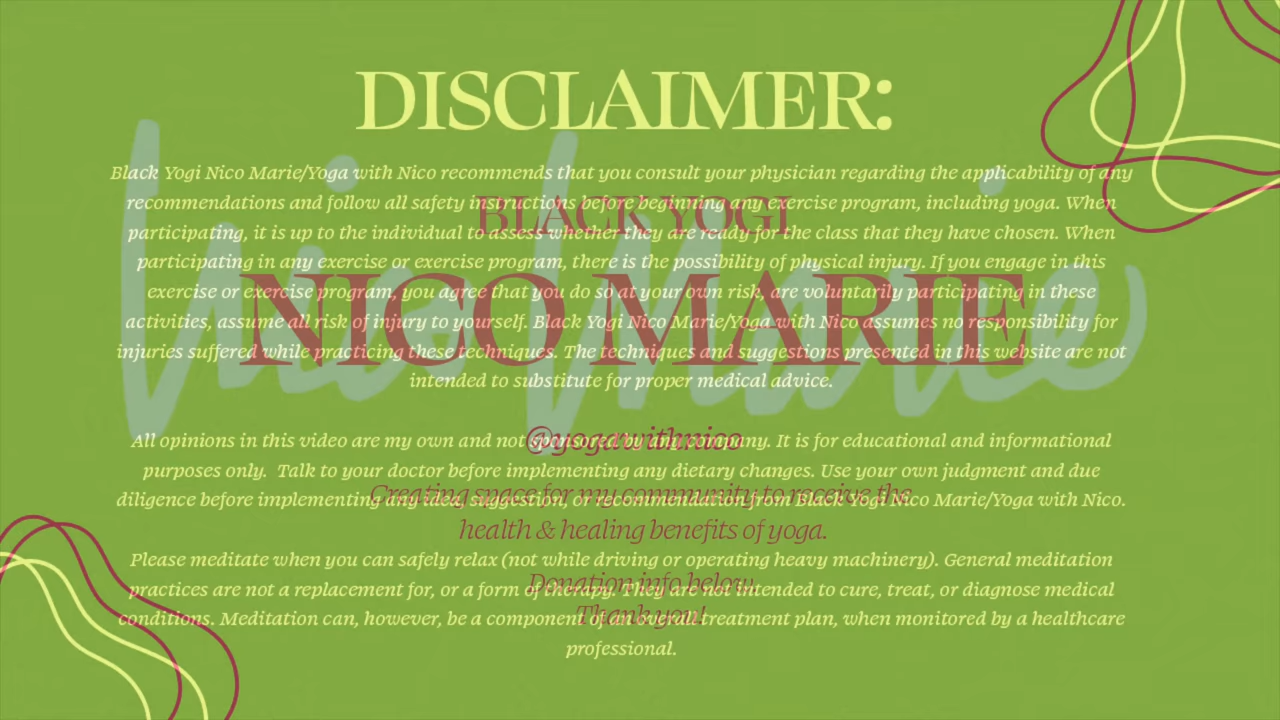 DISCLAIMER:
Black Yogi Nico Marie/Yoga with Nico recommends that you consult your physician regarding the applicability of any
recommendations and follow all safety instructions before beginning any exercise program, including yoga. When
participating, it is up to the individual to assess whether they are ready for the class that they have chosen. When
participating in any exercise or exercise program, there is the possibility of physical injury. If you engage in this
exercise or exercise program, you agree that you do so at your own risk, are voluntarily participating in these
activities, assume all risk of injury to yourself. Black Yogi Nico Marie/Yoga with Nico assumes no responsibility for
injuries suffered while practicing these techniques. The techniques and suggestions presented in this website are not
intended to substitute for proper medical advice.
All opinions in this video are my own and not sponsored by any company. It is for educational and informational
purposes only. Talk to your doctor before implementing any dietary changes. Use your own judgment and due
diligence before implementing any idea, suggestion, or recommendation from Black Yogi Nico Marie/Yoga with Nico.
Please meditate when you can safely relax (not while driving or operating heavy machinery). General meditation
practices are not a replacement for, or a form of therapy. They are not intended to cure, treat, or diagnose medical
conditions. Meditation can, however, be a component of an overall treatment plan, when monitored by a healthcare
professional.
Nico Marie
BLACK YOGI
NICO MARIE
@yogawithnico
Creating space for my community to receive the
health & healing benefits of yoga.
Donation info below.
Thank you!